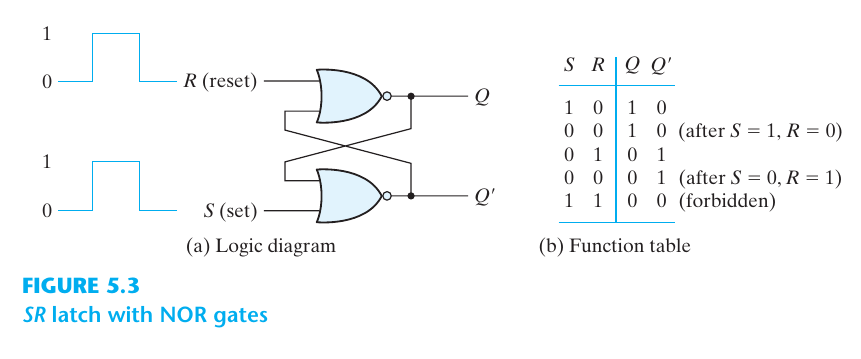 1
0
R (reset)
Q
1
0
S (set)
Q′
(a) Logic diagram
S R Q Q′
1 0 1 0
0 0 1 0 (after S = 1, R = 0)
0 1 0 1
0 0 0 1 (after S = 0, R = 1)
1 1 0 0 (forbidden)
(b) Function table
FIGURE 5.3
SR latch with NOR gates